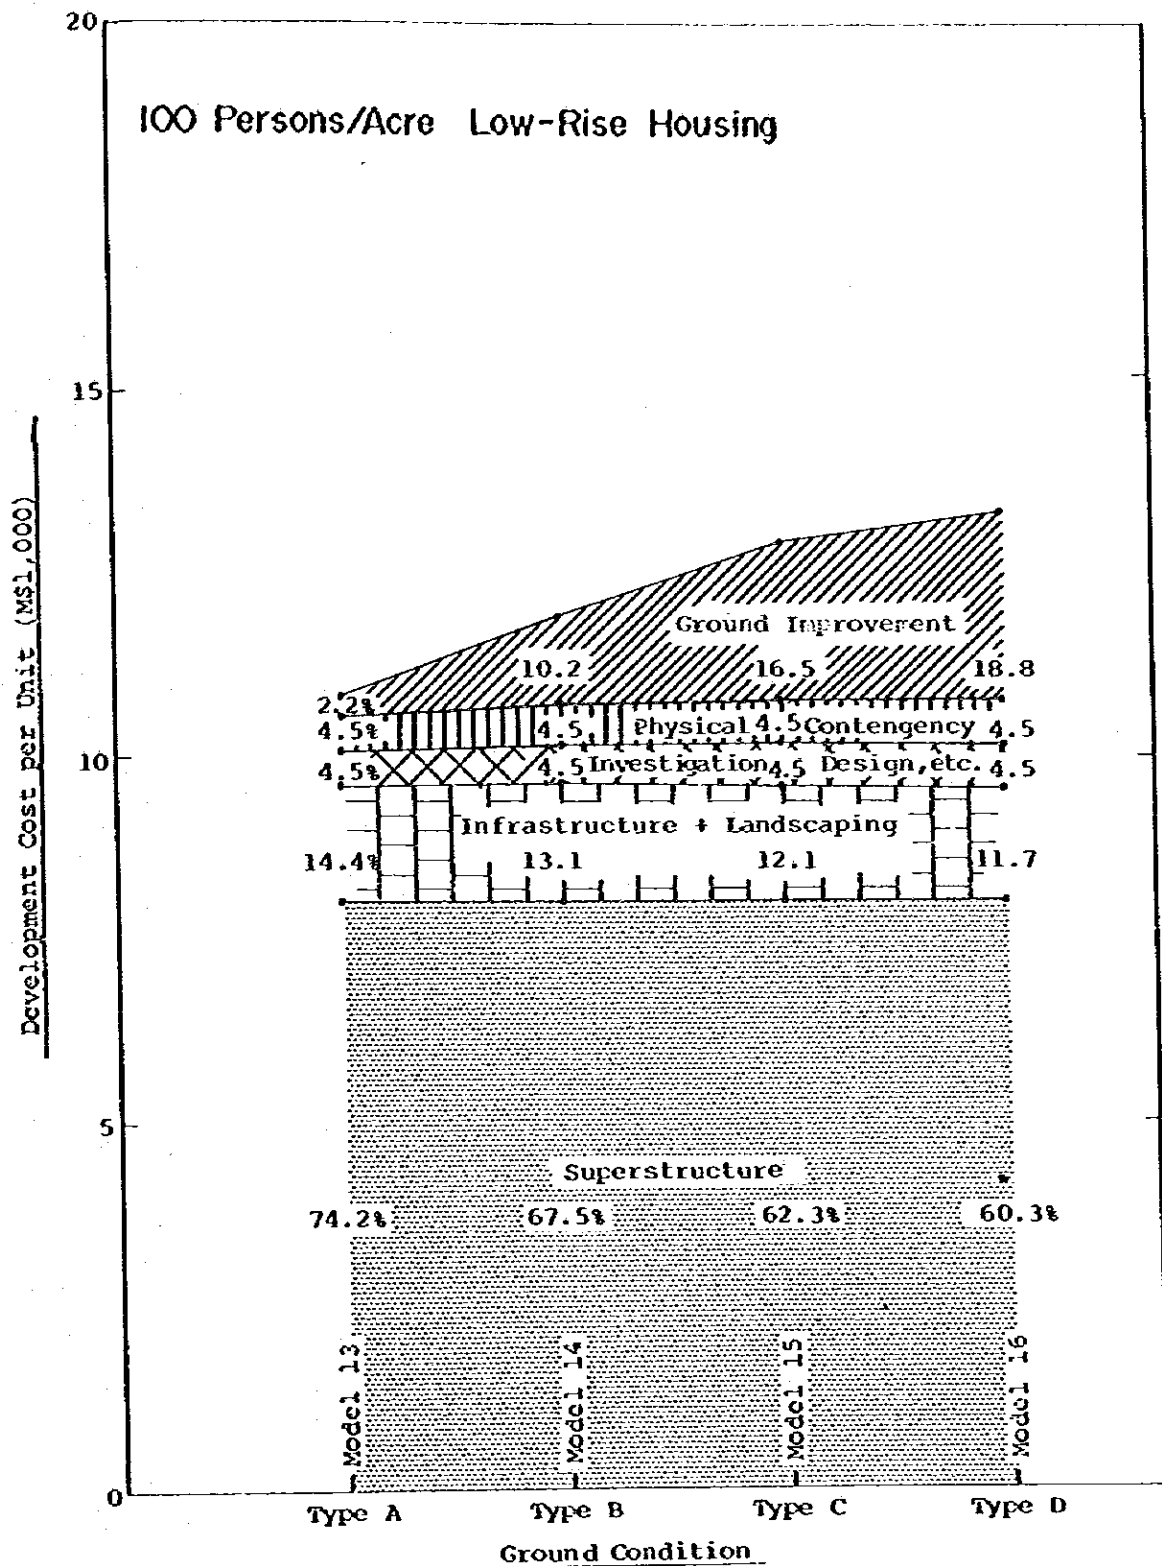 20
100 Persons/Acre Low-Rise Housing
15
Development Cost per Unit (M$1,000)
Ground Improvement
10.2 16.5 18.8
2.2%
4.5% 4.5 Physical 4.5 Contengency 4.5
10
4.5% 4.5 Investigation 4.5 Design,etc. 4.5
Infrastructure + Landscaping
14.4% 13.1 12.1 11.7
5
Superstructure
74.2% 67.5% 62.3% 60.3%
Model 13 Model 14 Model 15 Model 16
0
Type A Type B Type C Type D
Ground Condition